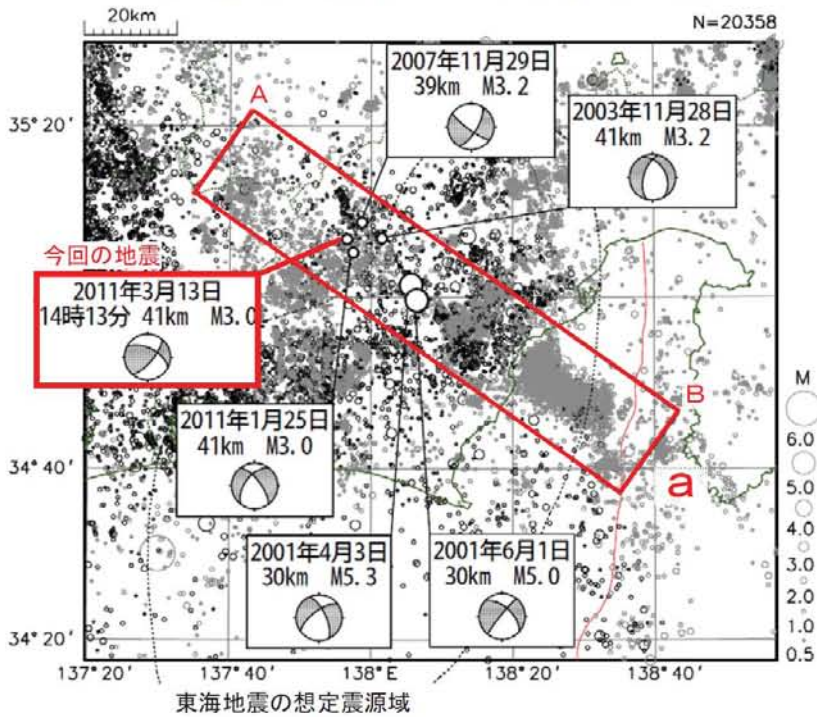 20km
N=20358
35°20'
34°40'
34°20'
137°20'
137°40'
138°E
138°20'
138°40'
A
B
a
2007年11月29日
39km M3.2
2003年11月28日
41km M3.2
今回の地震
2011年3月13日
14時13分 41km M3.0
2011年1月25日
41km M3.0
2001年4月3日
30km M5.3
2001年6月1日
30km M5.0
M
6.0
5.0
4.0
3.0
2.0
1.0
0.5
東海地震の想定震源域